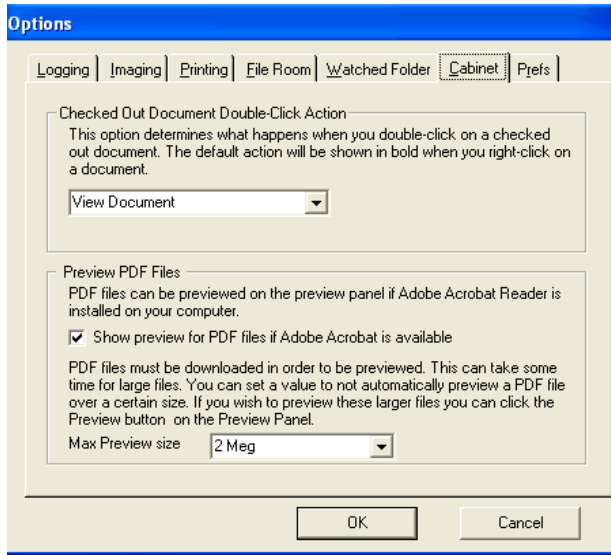 Options
Logging Imaging Printing File Room Watched Folder Cabinet Prefs
Checked Out Document Double-Click Action
This option determines what happens when you double-click on a checked
out document. The default action will be shown in bold when you right-click on
a document.
View Document
Preview PDF Files
PDF files can be previewed on the preview panel if Adobe Acrobat Reader is
installed on your computer.
Show preview for PDF files if Adobe Acrobat is available
PDF files must be downloaded in order to be previewed. This can take some
time for large files. You can set a value to not automatically preview a PDF file
over a certain size. If you wish to preview these larger files you can click the
Preview button on the Preview Panel.
Max Preview size 2 Meg
OK Cancel